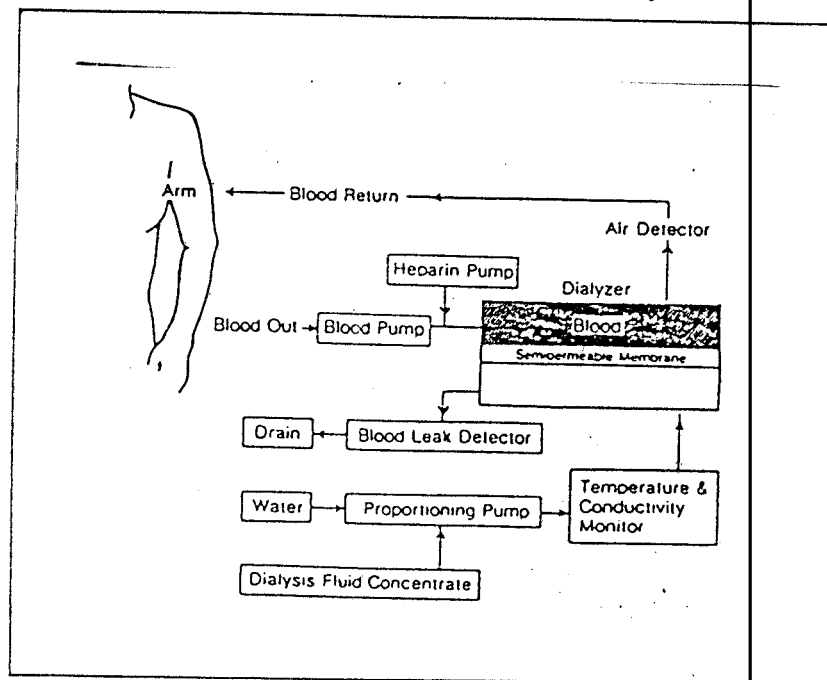 Arm
Blood Return
Air Detector
Heparin Pump
Dialyzer
Blood Out
Blood Pump
Blood
Semipermeable Membrane
Drain
Blood Leak Detector
Water
Proportioning Pump
Temperature &
Conductivity
Monitor
Dialysis Fluid Concentrate